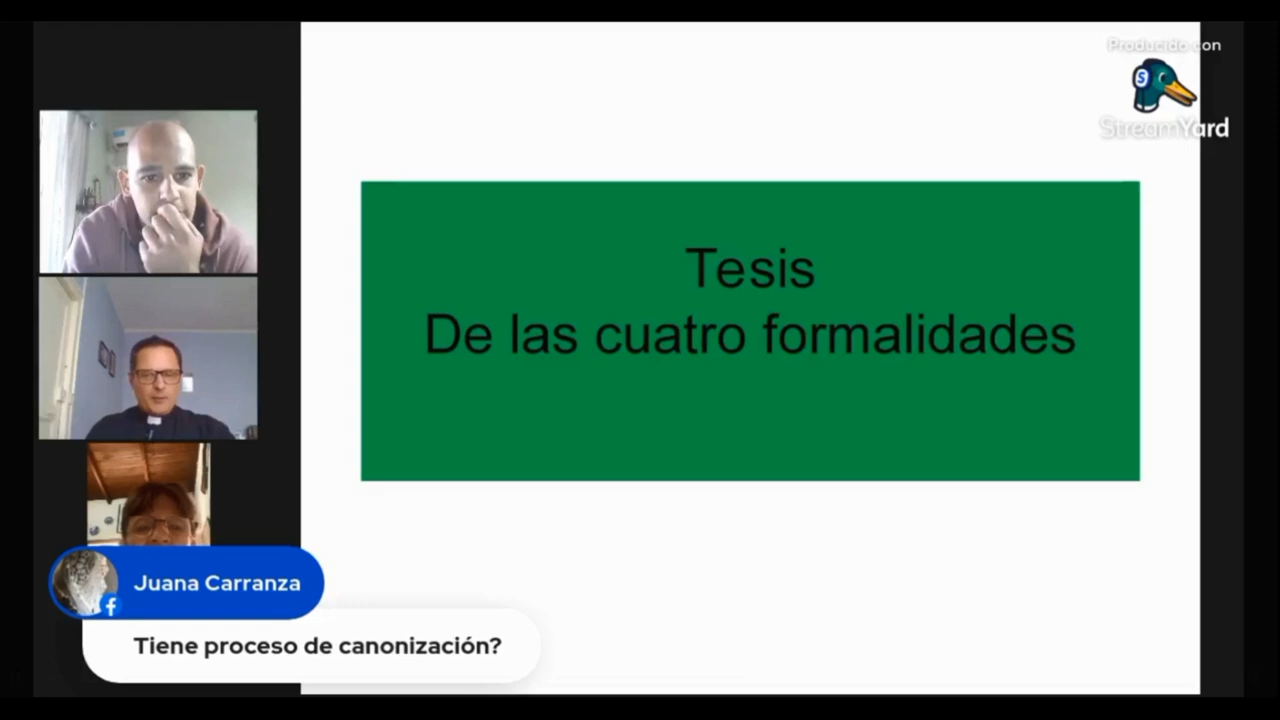 Producido con
StreamYard
Tesis
De las cuatro formalidades
Juana Carranza
Tiene proceso de canonización?